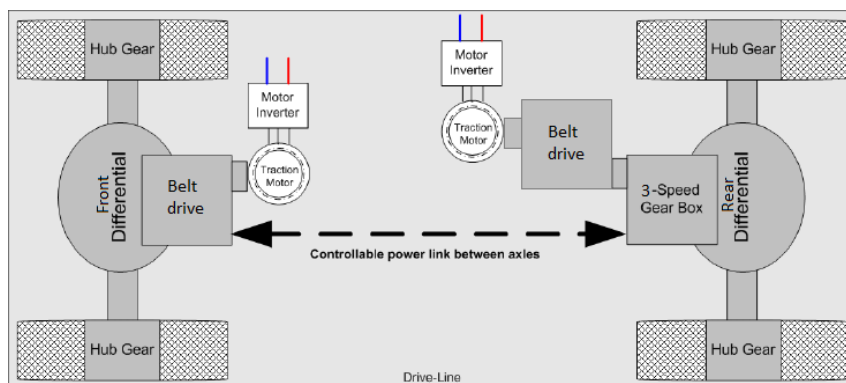 Hub Gear
Hub Gear
Motor
Inverter
Motor
Inverter
Traction
Motor
Belt
drive
Traction
Motor
Front
Differential
Belt
drive
3-Speed
Gear Box
Rear
Differential
Controllable power link between axles
Hub Gear
Hub Gear
Drive-Line